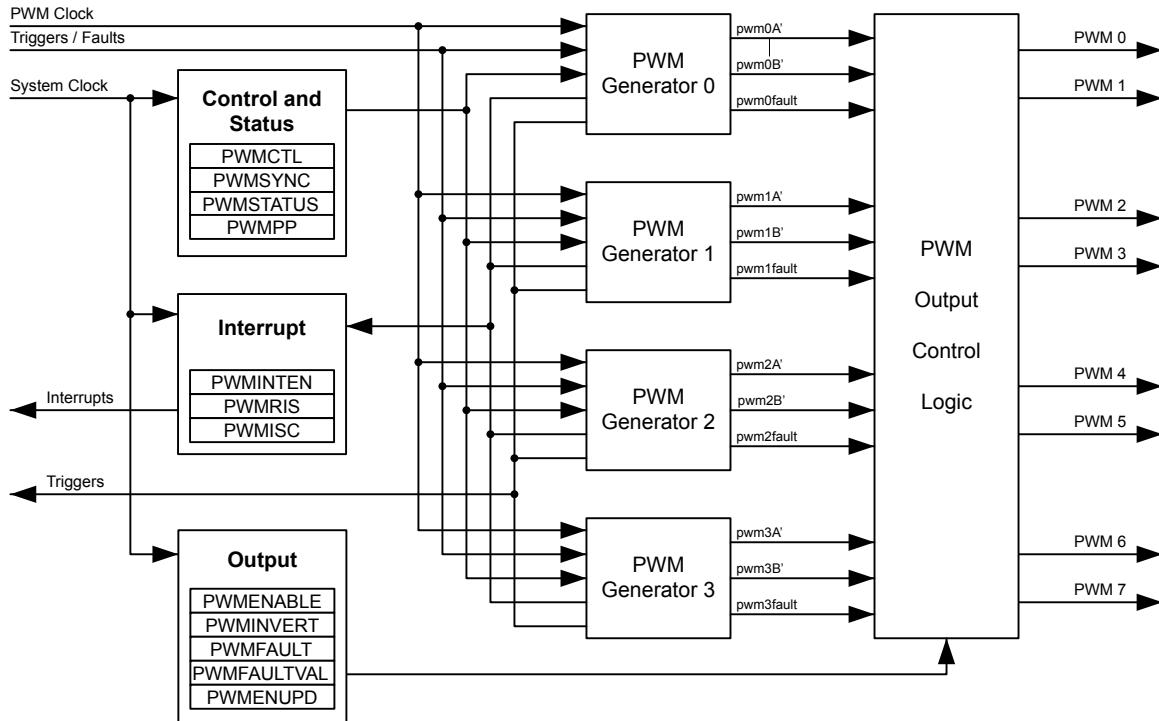 PWM Clock
Triggers / Faults
System Clock
Control and
Status
PWMCTL
PWMSYNC
PWMSTATUS
PWMPP
Interrupt
PWMINTEN
PWMRIS
PWMISC
Interrupts
Triggers
Output
PWMENABLE
PWMINVERT
PWMFAULT
PWMFAULTVAL
PWMENUPD
PWM
Generator 0
pwm0A'
pwm0B'
pwm0fault
PWM
Generator 1
pwm1A'
pwm1B'
pwm1fault
PWM
Generator 2
pwm2A'
pwm2B'
pwm2fault
PWM
Generator 3
pwm3A'
pwm3B'
pwm3fault
PWM
Output
Control
Logic
PWM 0
PWM 1
PWM 2
PWM 3
PWM 4
PWM 5
PWM 6
PWM 7